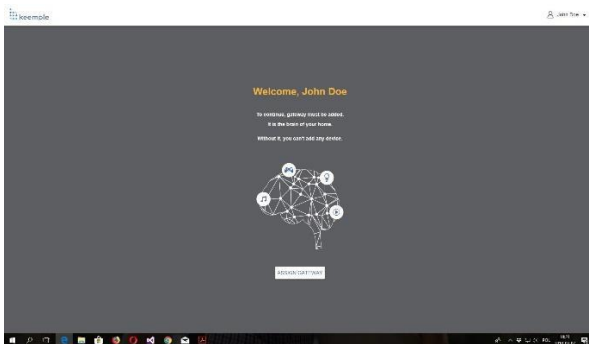 keemple
John Doe
Welcome, John Doe
To continue, gateway must be added.
It is the brain of your home.
Without it, you can't add any device.
ASSIGN GATEWAY